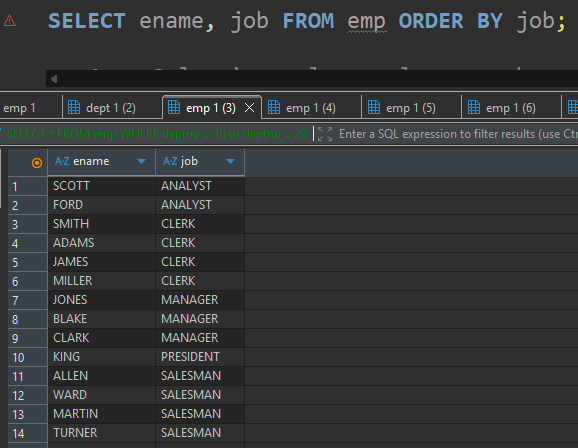 SELECT ename, job FROM emp ORDER BY job;
emp 1 dept 1 (2) emp 1 (3) emp 1 (4) emp 1 (5) emp 1 (6)
SELECT * FROM emp WHERE deptno = 10 or deptno = 20 Enter a SQL expression to filter results (use Ctr
A-Z ename A-Z job
1 SCOTT ANALYST
2 FORD ANALYST
3 SMITH CLERK
4 ADAMS CLERK
5 JAMES CLERK
6 MILLER CLERK
7 JONES MANAGER
8 BLAKE MANAGER
9 CLARK MANAGER
10 KING PRESIDENT
11 ALLEN SALESMAN
12 WARD SALESMAN
13 MARTIN SALESMAN
14 TURNER SALESMAN